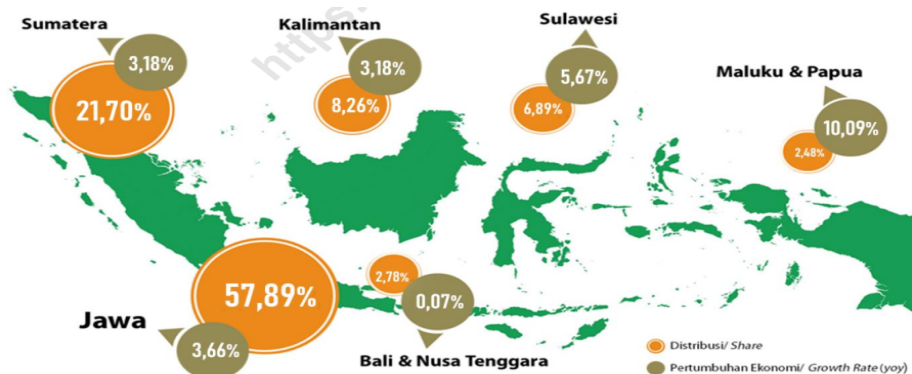 Sumatera
3,18%
21,70%
Kalimantan
3,18%
8,26%
Sulawesi
5,67%
6,89%
Maluku & Papua
10,09%
2,48%
57,89%
Jawa
3,66%
2,78%
0,07%
Bali & Nusa Tenggara
Distribusi/ Share
Pertumbuhan Ekonomi/ Growth Rate (yoy)
https: